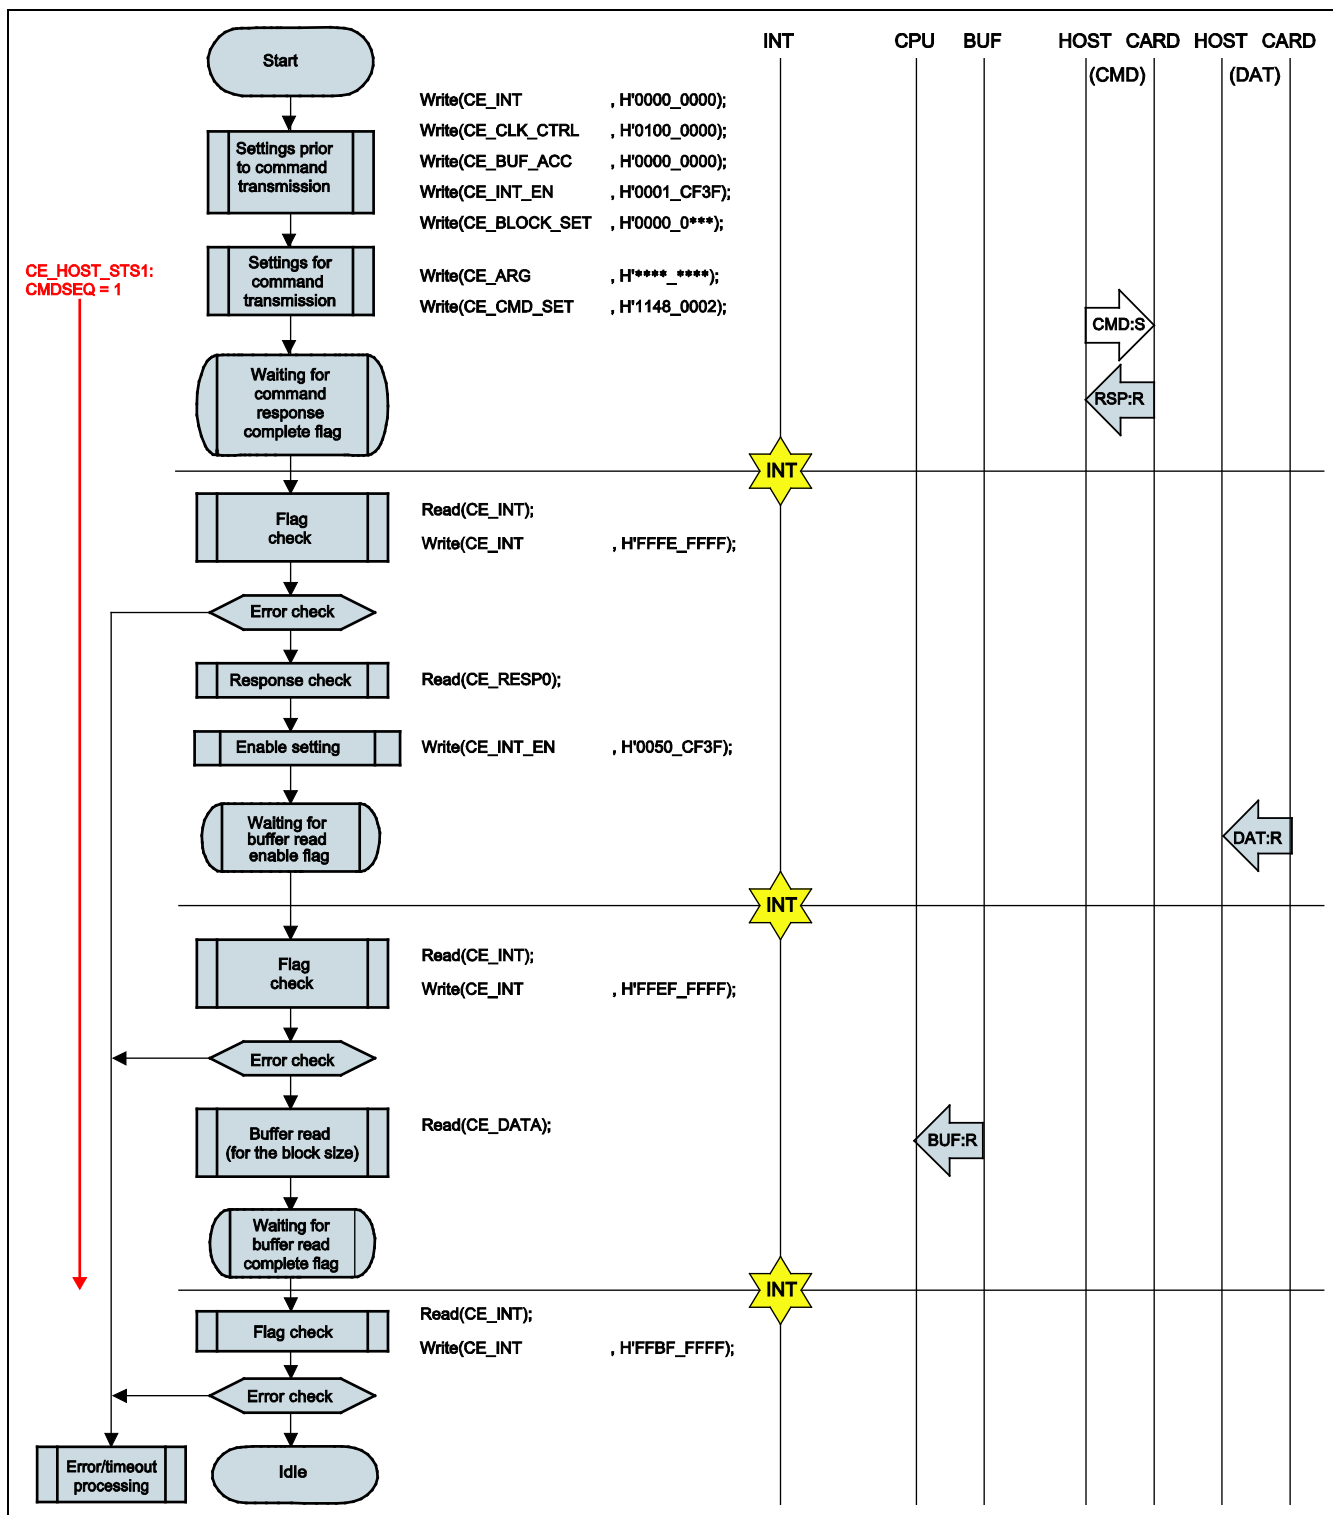 Start
INT CPU BUF HOST CARD HOST CARD
(CMD) (DAT)
Write(CE_INT , H'0000_0000);
Write(CE_CLK_CTRL , H'0100_0000);
Settings prior
to command
transmission
Write(CE_BUF_ACC , H'0000_0000);
Write(CE_INT_EN , H'0001_CF3F);
Write(CE_BLOCK_SET , H'0000_0***);
CE_HOST_STS1:
CMDSEQ = 1
Settings for
command
transmission
Write(CE_ARG , H'****_****);
Write(CE_CMD_SET , H'1148_0002);
CMD:S
Waiting for
command
response
complete flag
RSP:R
INT
Flag
check
Read(CE_INT);
Write(CE_INT , H'FFFE_FFFF);
Error check
Response check
Read(CE_RESP0);
Enable setting
Write(CE_INT_EN , H'0050_CF3F);
Waiting for
buffer read
enable flag
DAT:R
INT
Flag
check
Read(CE_INT);
Write(CE_INT , H'FFEF_FFFF);
Error check
Buffer read
(for the block size)
Read(CE_DATA);
BUF:R
Waiting for
buffer read
complete flag
INT
Flag check
Read(CE_INT);
Write(CE_INT , H'FFBF_FFFF);
Error check
Error/timeout
processing
Idle